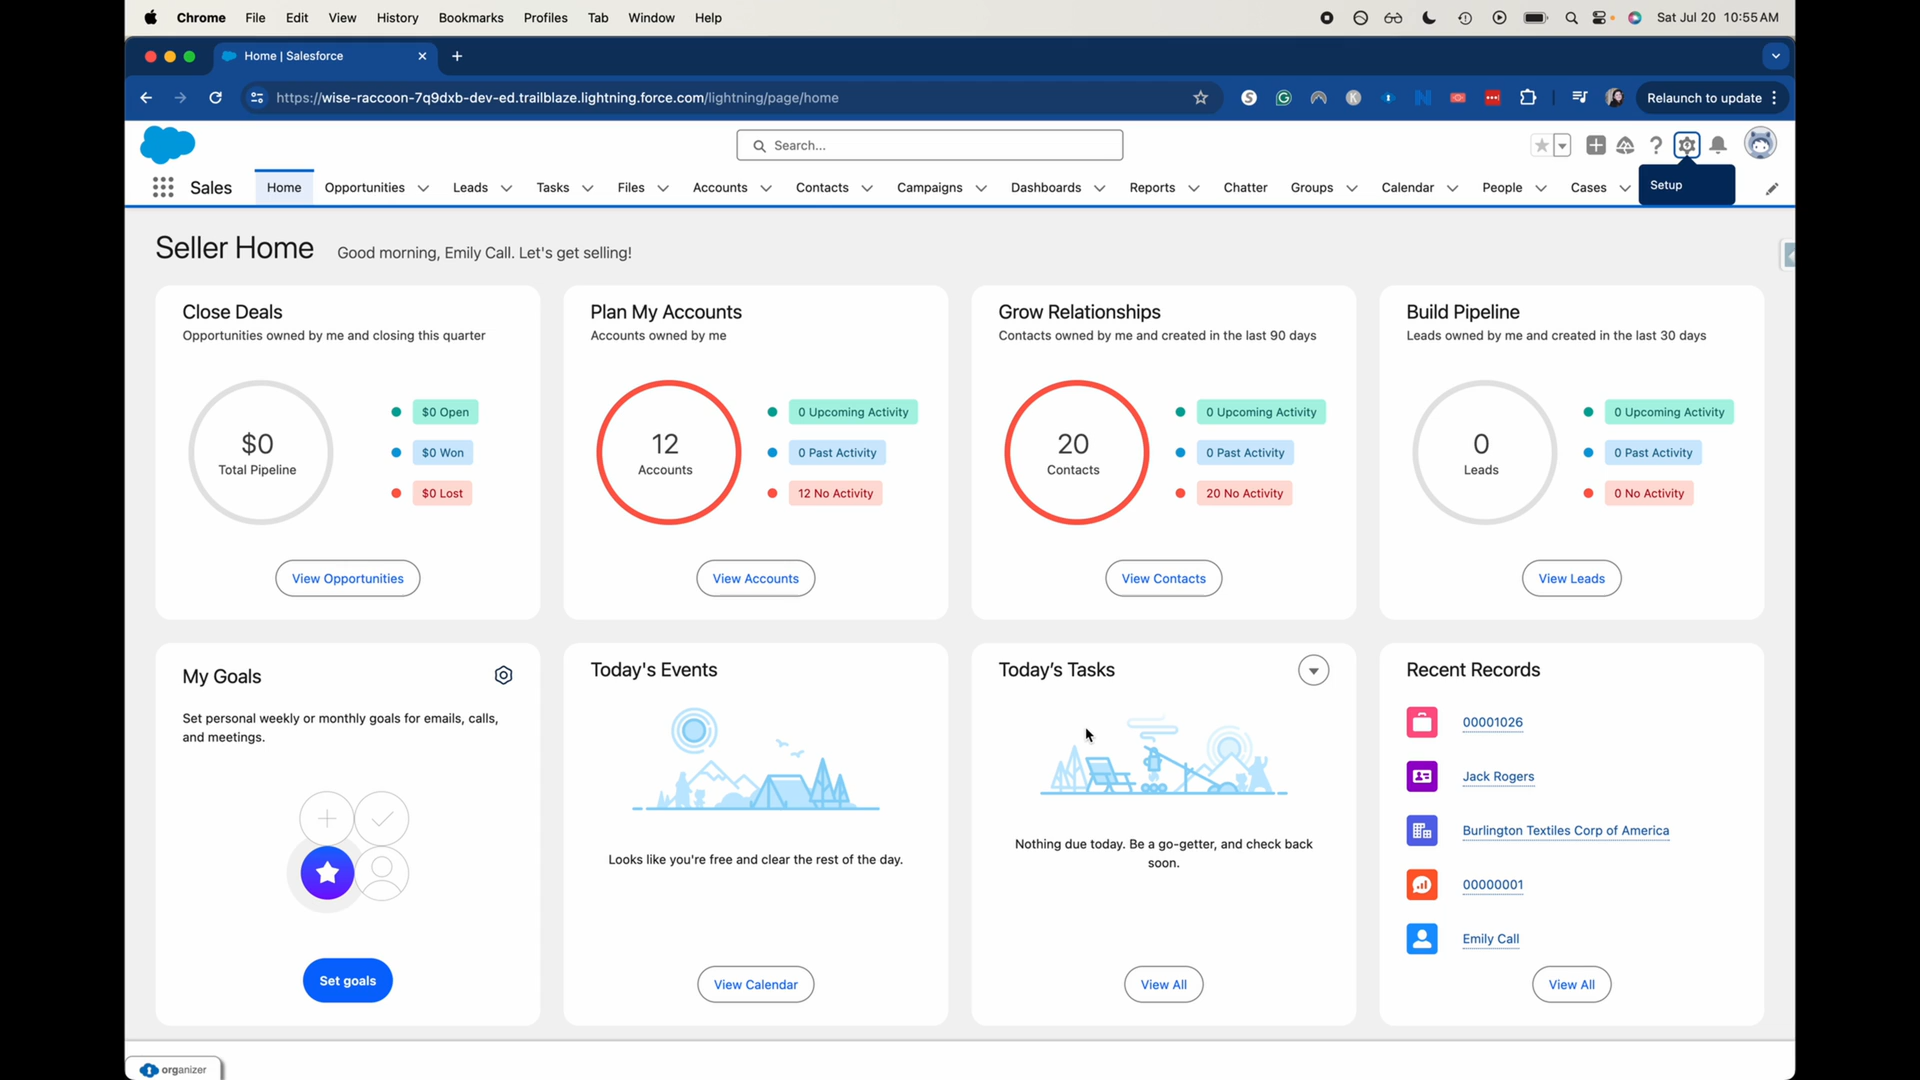 Chrome File Edit View History Bookmarks Profiles Tab Window Help Sat Jul 20 10:55 AM
Home | Salesforce
https://wise-raccoon-7q9dxb-dev-ed.trailblaze.lightning.force.com/lightning/page/home Relaunch to update
Search...
Sales Home Opportunities Leads Tasks Files Accounts Contacts Campaigns Dashboards Reports Chatter Groups Calendar People Cases Setup
Seller Home Good morning, Emily Call. Let's get selling!
Close Deals
Opportunities owned by me and closing this quarter
$0
Total Pipeline
$0 Open
$0 Won
$0 Lost
View Opportunities
Plan My Accounts
Accounts owned by me
12
Accounts
0 Upcoming Activity
0 Past Activity
12 No Activity
View Accounts
Grow Relationships
Contacts owned by me and created in the last 90 days
20
Contacts
0 Upcoming Activity
0 Past Activity
20 No Activity
View Contacts
Build Pipeline
Leads owned by me and created in the last 30 days
0
Leads
0 Upcoming Activity
0 Past Activity
0 No Activity
View Leads
My Goals
Set personal weekly or monthly goals for emails, calls,
and meetings.
Set goals
Today's Events
Looks like you're free and clear the rest of the day.
View Calendar
Today's Tasks
Nothing due today. Be a go-getter, and check back
soon.
View All
Recent Records
00001026
Jack Rogers
Burlington Textiles Corp of America
00000001
Emily Call
View All
organizer